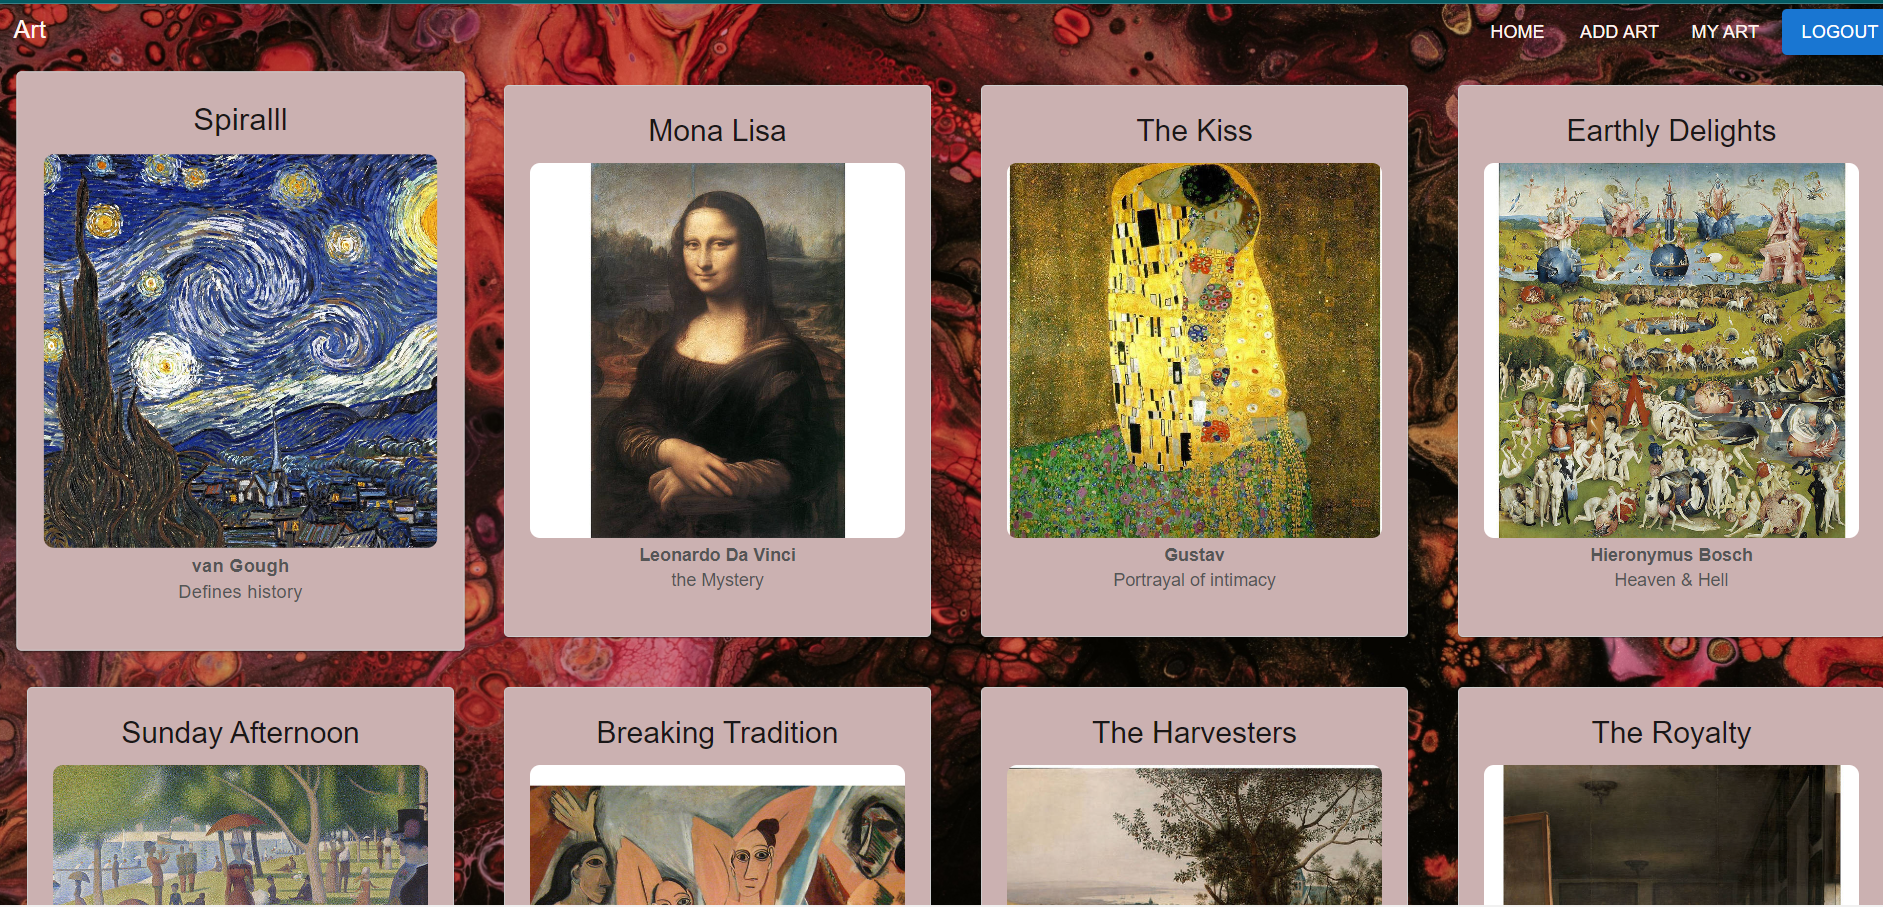 Art
HOME ADD ART MY ART LOGOUT
Spiralll
van Gough
Defines history
Mona Lisa
Leonardo Da Vinci
the Mystery
The Kiss
Gustav
Portrayal of intimacy
Earthly Delights
Hieronymus Bosch
Heaven & Hell
Sunday Afternoon
Breaking Tradition
The Harvesters
The Royalty